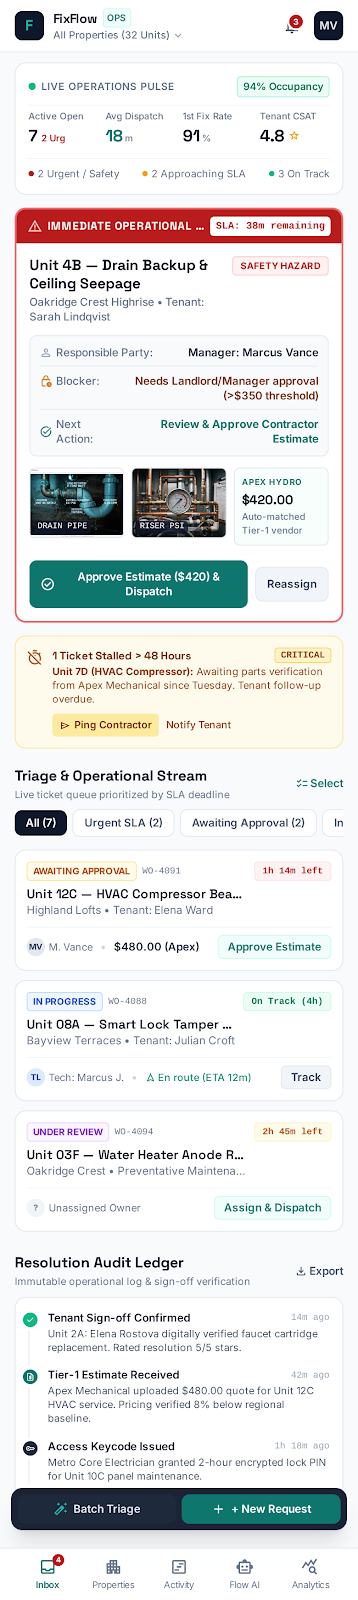 F
FixFlow OPS
All Properties (32 Units)
3
MV
LIVE OPERATIONS PULSE
94% Occupancy
Active Open
Avg Dispatch
1st Fix Rate
Tenant CSAT
7 2 Urg
18 m
91 %
4.8
2 Urgent / Safety
2 Approaching SLA
3 On Track
IMMEDIATE OPERATIONAL ...
SLA: 38m remaining
Unit 4B — Drain Backup &
Ceiling Seepage
SAFETY HAZARD
Oakridge Crest Highrise • Tenant:
Sarah Lindqvist
Responsible Party:
Manager: Marcus Vance
Blocker:
Needs Landlord/Manager approval
(>$350 threshold)
Next
Action:
Review & Approve Contractor
Estimate
DRAIN PIPE
RISER PSI
APEX HYDRO
$420.00
Auto-matched
Tier-1 vendor
Approve Estimate ($420) &
Dispatch
Reassign
1 Ticket Stalled > 48 Hours
CRITICAL
Unit 7D (HVAC Compressor): Awaiting parts verification
from Apex Mechanical since Tuesday. Tenant follow-up
overdue.
Ping Contractor
Notify Tenant
Triage & Operational Stream
Live ticket queue prioritized by SLA deadline
Select
All (7)
Urgent SLA (2)
Awaiting Approval (2)
In
AWAITING APPROVAL
WO-4091
1h 14m left
Unit 12C — HVAC Compressor Bea...
Highland Lofts • Tenant: Elena Ward
MV
M. Vance • $480.00 (Apex)
Approve Estimate
IN PROGRESS
WO-4088
On Track (4h)
Unit 08A — Smart Lock Tamper ...
Bayview Terraces • Tenant: Julian Croft
TL
Tech: Marcus J. • En route (ETA 12m)
Track
UNDER REVIEW
WO-4094
2h 45m left
Unit 03F — Water Heater Anode R...
Oakridge Crest • Preventative Maintena...
?
Unassigned Owner
Assign & Dispatch
Resolution Audit Ledger
Immutable operational log & sign-off verification
Export
Tenant Sign-off Confirmed
14m ago
Unit 2A: Elena Rostova digitally verified faucet cartridge
replacement. Rated resolution 5/5 stars.
Tier-1 Estimate Received
42m ago
Apex Mechanical uploaded $480.00 quote for Unit 12C
HVAC service. Pricing verified 8% below regional
baseline.
Access Keycode Issued
1h 18m ago
Metro Core Electrician granted 2-hour encrypted lock PIN
for Unit 10C panel maintenance.
Batch Triage
+ New Request
4
Inbox
Properties
Activity
Flow AI
Analytics